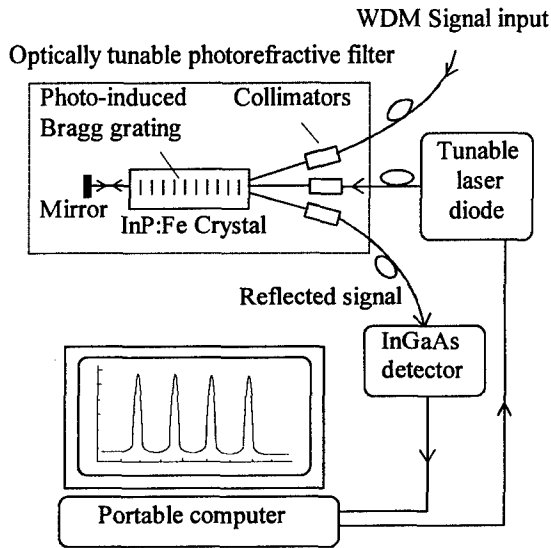 WDM Signal input
Optically tunable photorefractive filter
Photo-induced
Bragg grating
Collimators
Tunable
laser
diode
Mirror
InP:Fe Crystal
Reflected signal
InGaAs
detector
Portable computer